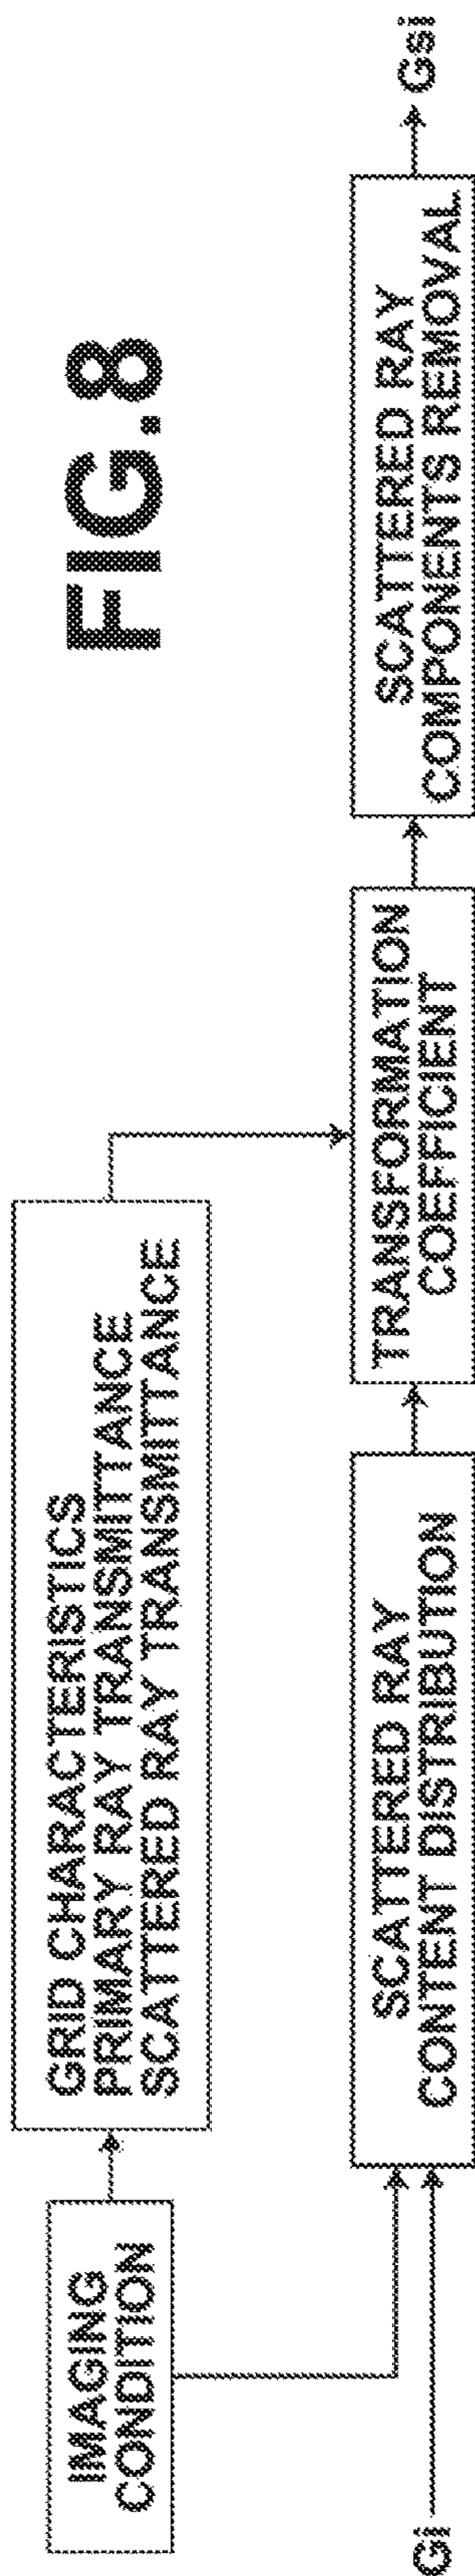 FIG.8
IMAGING
CONDITION
GRID CHARACTERISTICS
PRIMARY RAY TRANSMITTANCE
SCATTERED RAY TRANSMITTANCE
Gi
SCATTERED RAY
CONTENT DISTRIBUTION
TRANSFORMATION
COEFFICIENT
SCATTERED RAY
COMPONENTS REMOVAL
Gsi